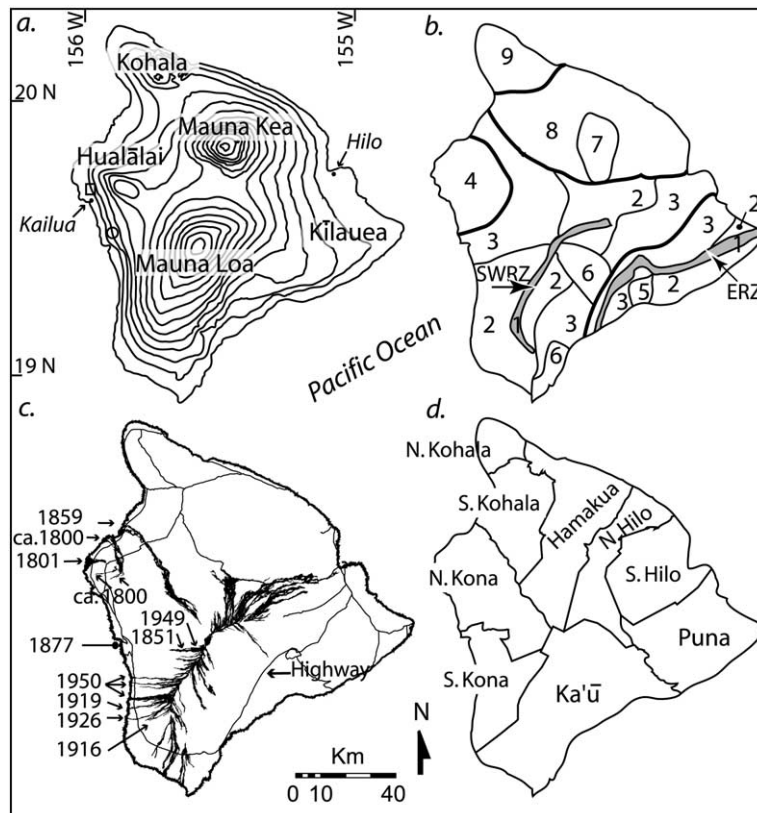 a.
156 W
155 W
20 N
19 N
Kohala
Mauna Kea
Hualālai
Hilo
Kailua
Kīlauea
Mauna Loa
Pacific Ocean
b.
9
8
7
4
2
3
3
2
3
1
SWRZ
2
6
2
1
3
6
3
5
2
ERZ
c.
1859
ca.1800
1801
ca.1800
1949
1851
1877
Highway
1950
1919
1926
1916
N
Km
0 10 40
d.
N. Kohala
S. Kohala
Hamakua
N. Hilo
N. Kona
S. Hilo
Puna
S. Kona
Ka'ū